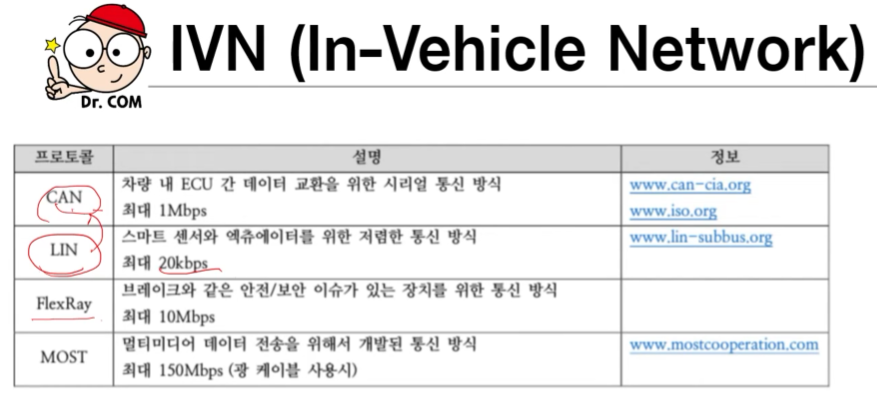 IVN (In-Vehicle Network)
Dr. COM
프로토콜 설명 정보
CAN 차량 내 ECU 간 데이터 교환을 위한 시리얼 통신 방식 www.can-cia.org
최대 1Mbps www.iso.org
LIN 스마트 센서와 엑츄에이터를 위한 저렴한 통신 방식 www.lin-subbus.org
최대 20kbps
FlexRay 브레이크와 같은 안전/보안 이슈가 있는 장치를 위한 통신 방식
최대 10Mbps
MOST 멀티미디어 데이터 전송을 위해서 개발된 통신 방식 www.mostcooperation.com
최대 150Mbps (광 케이블 사용시)